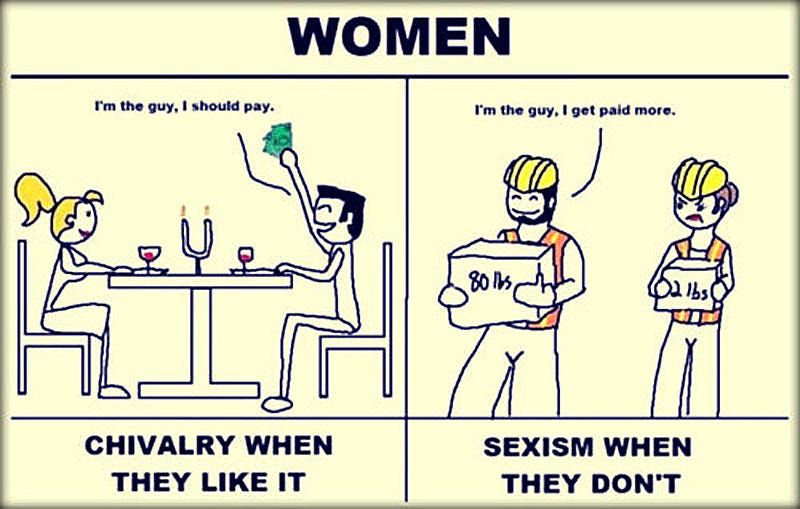 WOMEN
I'm the guy, I should pay.
I'm the guy, I get paid more.
80 lbs
2 lbs
CHIVALRY WHEN
THEY LIKE IT
SEXISM WHEN
THEY DON'T